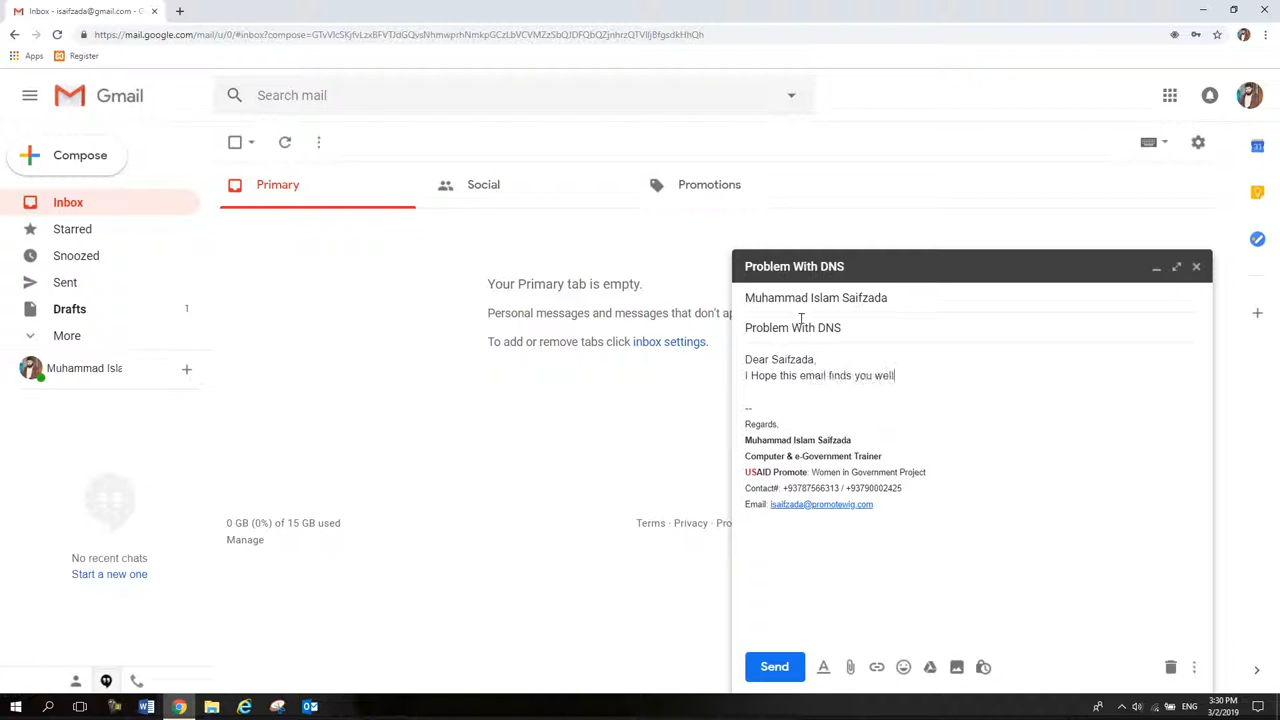 Inbox - isaifzada@gmail.com - G
https://mail.google.com/mail/u/0/#inbox?compose=
Apps
Register
Gmail
Search mail
Compose
Primary
Social
Promotions
Inbox
Starred
Snoozed
Sent
Drafts 1
More
Muhammad Isla
Your Primary tab is empty.
Personal messages and messages that don't ap
To add or remove tabs click inbox settings.
Problem With DNS
Muhammad Islam Saifzada
Problem With DNS
Dear Saifzada,
I Hope this email finds you well
--
Regards,
Muhammad Islam Saifzada
Computer & e-Government Trainer
USAID Promote: Women in Government Project
Contact#: +93787566313 / +93790002425
Email: isaifzada@promotewig.com
0 GB (0%) of 15 GB used
Manage
Terms · Privacy · Pro
No recent chats
Start a new one
Send
31
ENG
3:30 PM
3/2/2019